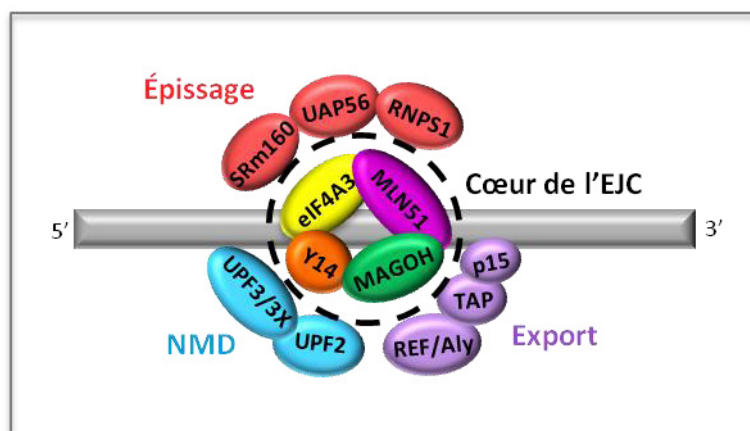 Épissage
SRm160
UAP56
RNPS1
Cœur de l'EJC
eIF4A3
MLN51
5’
3’
Y14
MAGOH
p15
UPF3/3X
TAP
NMD
UPF2
REF/Aly
Export